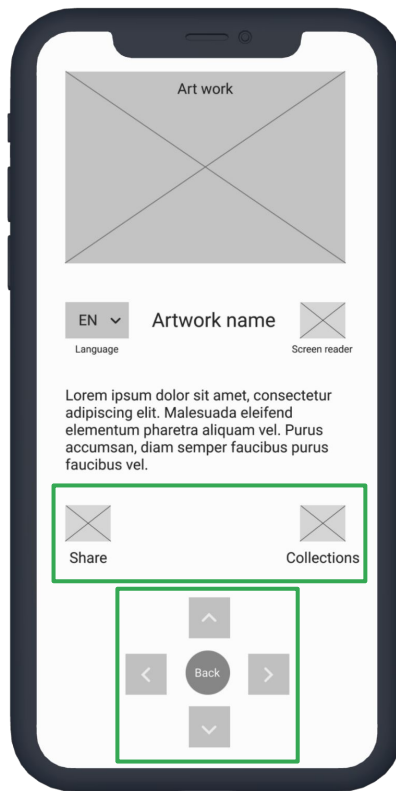 Art work
EN
Artwork name
Language
Screen reader
Lorem ipsum dolor sit amet, consectetur
adipiscing elit. Malesuada eleifend
elementum pharetra aliquam vel. Purus
accumsan, diam semper faucibus purus
faucibus vel.
Share
Collections
Back